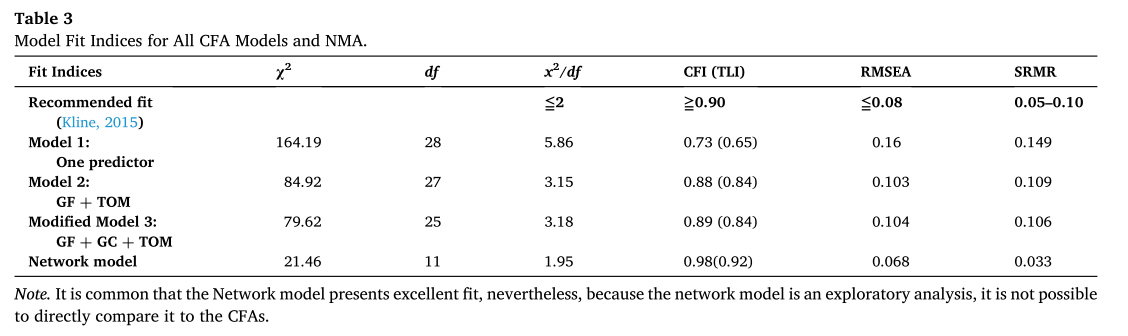 Table 3
Model Fit Indices for All CFA Models and NMA.
Fit Indices χ² df x²/df CFI (TLI) RMSEA SRMR
Recommended fit ≦2 ≧0.90 ≦0.08 0.05–0.10
(Kline, 2015)
Model 1: 164.19 28 5.86 0.73 (0.65) 0.16 0.149
One predictor
Model 2: 84.92 27 3.15 0.88 (0.84) 0.103 0.109
GF + TOM
Modified Model 3: 79.62 25 3.18 0.89 (0.84) 0.104 0.106
GF + GC + TOM
Network model 21.46 11 1.95 0.98(0.92) 0.068 0.033
Note. It is common that the Network model presents excellent fit, nevertheless, because the network model is an exploratory analysis, it is not possible
to directly compare it to the CFAs.